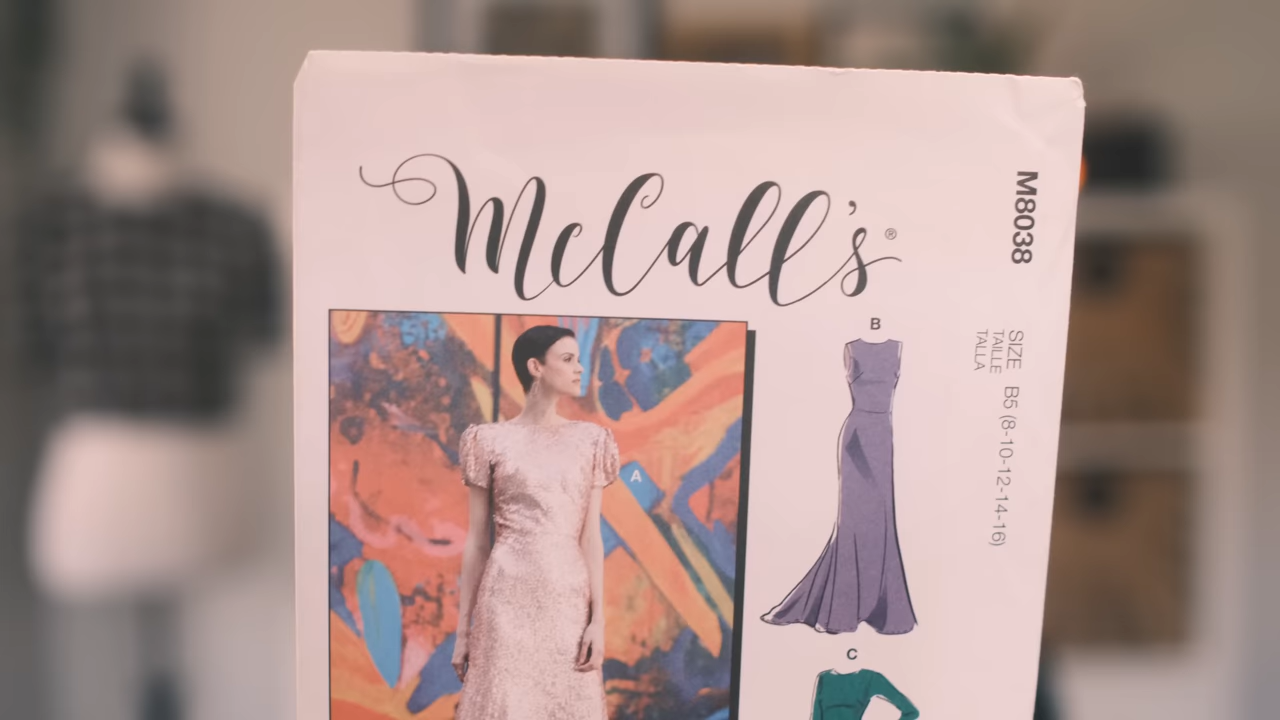 McCall's®
M8038
SIZE B5 (8-10-12-14-16)
TAILLE
TALLA
A
B
C